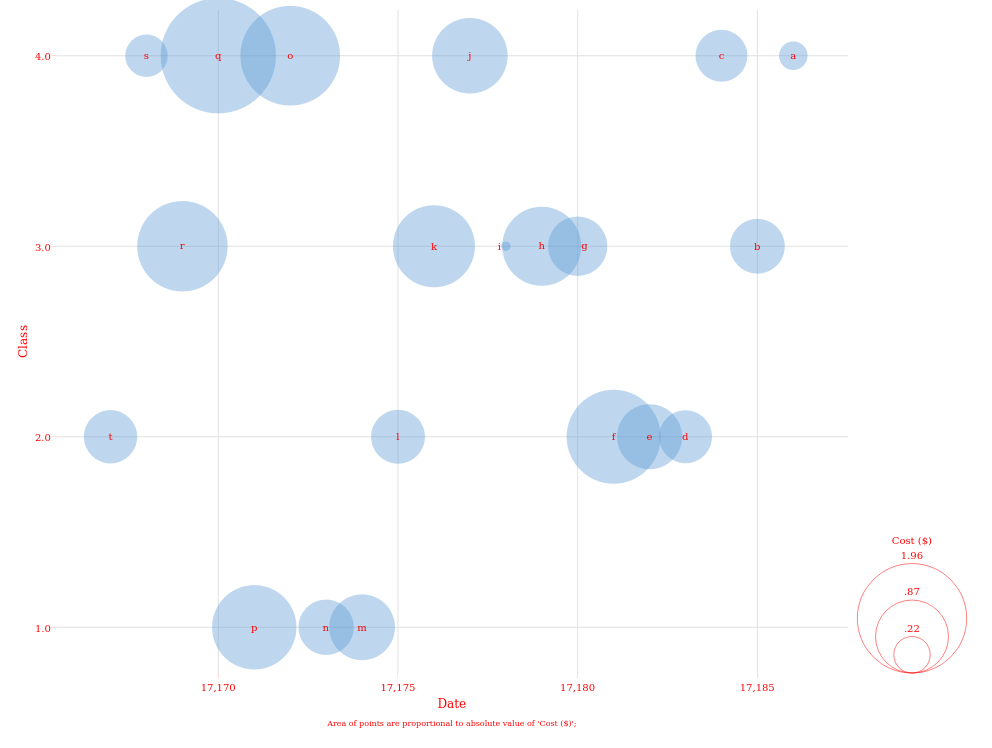 4.0
s q o j c a
3.0
r k i h g b
Class
2.0
t l f e d
1.0
p n m
Cost ($)
1.96
.87
.22
17,170 17,175 17,180 17,185
Date
Area of points are proportional to absolute value of 'Cost ($)';